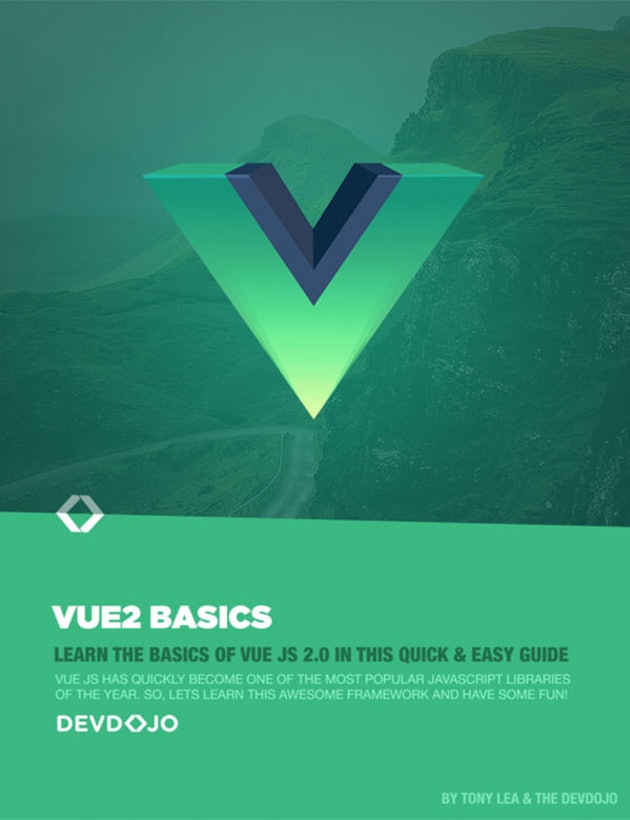 VUE2 BASICS
LEARN THE BASICS OF VUE JS 2.0 IN THIS QUICK & EASY GUIDE
VUE JS HAS QUICKLY BECOME ONE OF THE MOST POPULAR JAVASCRIPT LIBRARIES
OF THE YEAR. SO, LETS LEARN THIS AWESOME FRAMEWORK AND HAVE SOME FUN!
DEVDOJO
BY TONY LEA & THE DEVDOJO